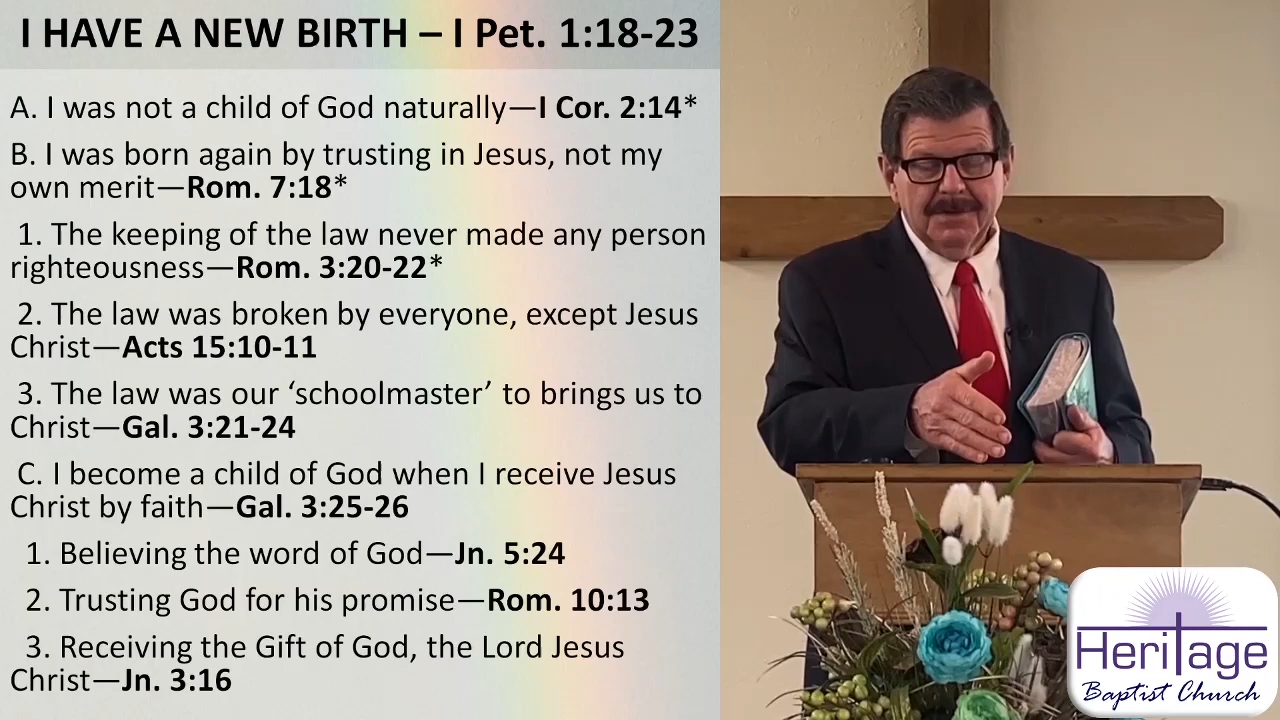 I HAVE A NEW BIRTH – I Pet. 1:18-23
A. I was not a child of God naturally—I Cor. 2:14*
B. I was born again by trusting in Jesus, not my
own merit—Rom. 7:18*
1. The keeping of the law never made any person
righteousness—Rom. 3:20-22*
2. The law was broken by everyone, except Jesus
Christ—Acts 15:10-11
3. The law was our ‘schoolmaster’ to brings us to
Christ—Gal. 3:21-24
C. I become a child of God when I receive Jesus
Christ by faith—Gal. 3:25-26
1. Believing the word of God—Jn. 5:24
2. Trusting God for his promise—Rom. 10:13
3. Receiving the Gift of God, the Lord Jesus
Christ—Jn. 3:16
Heritage
Baptist Church